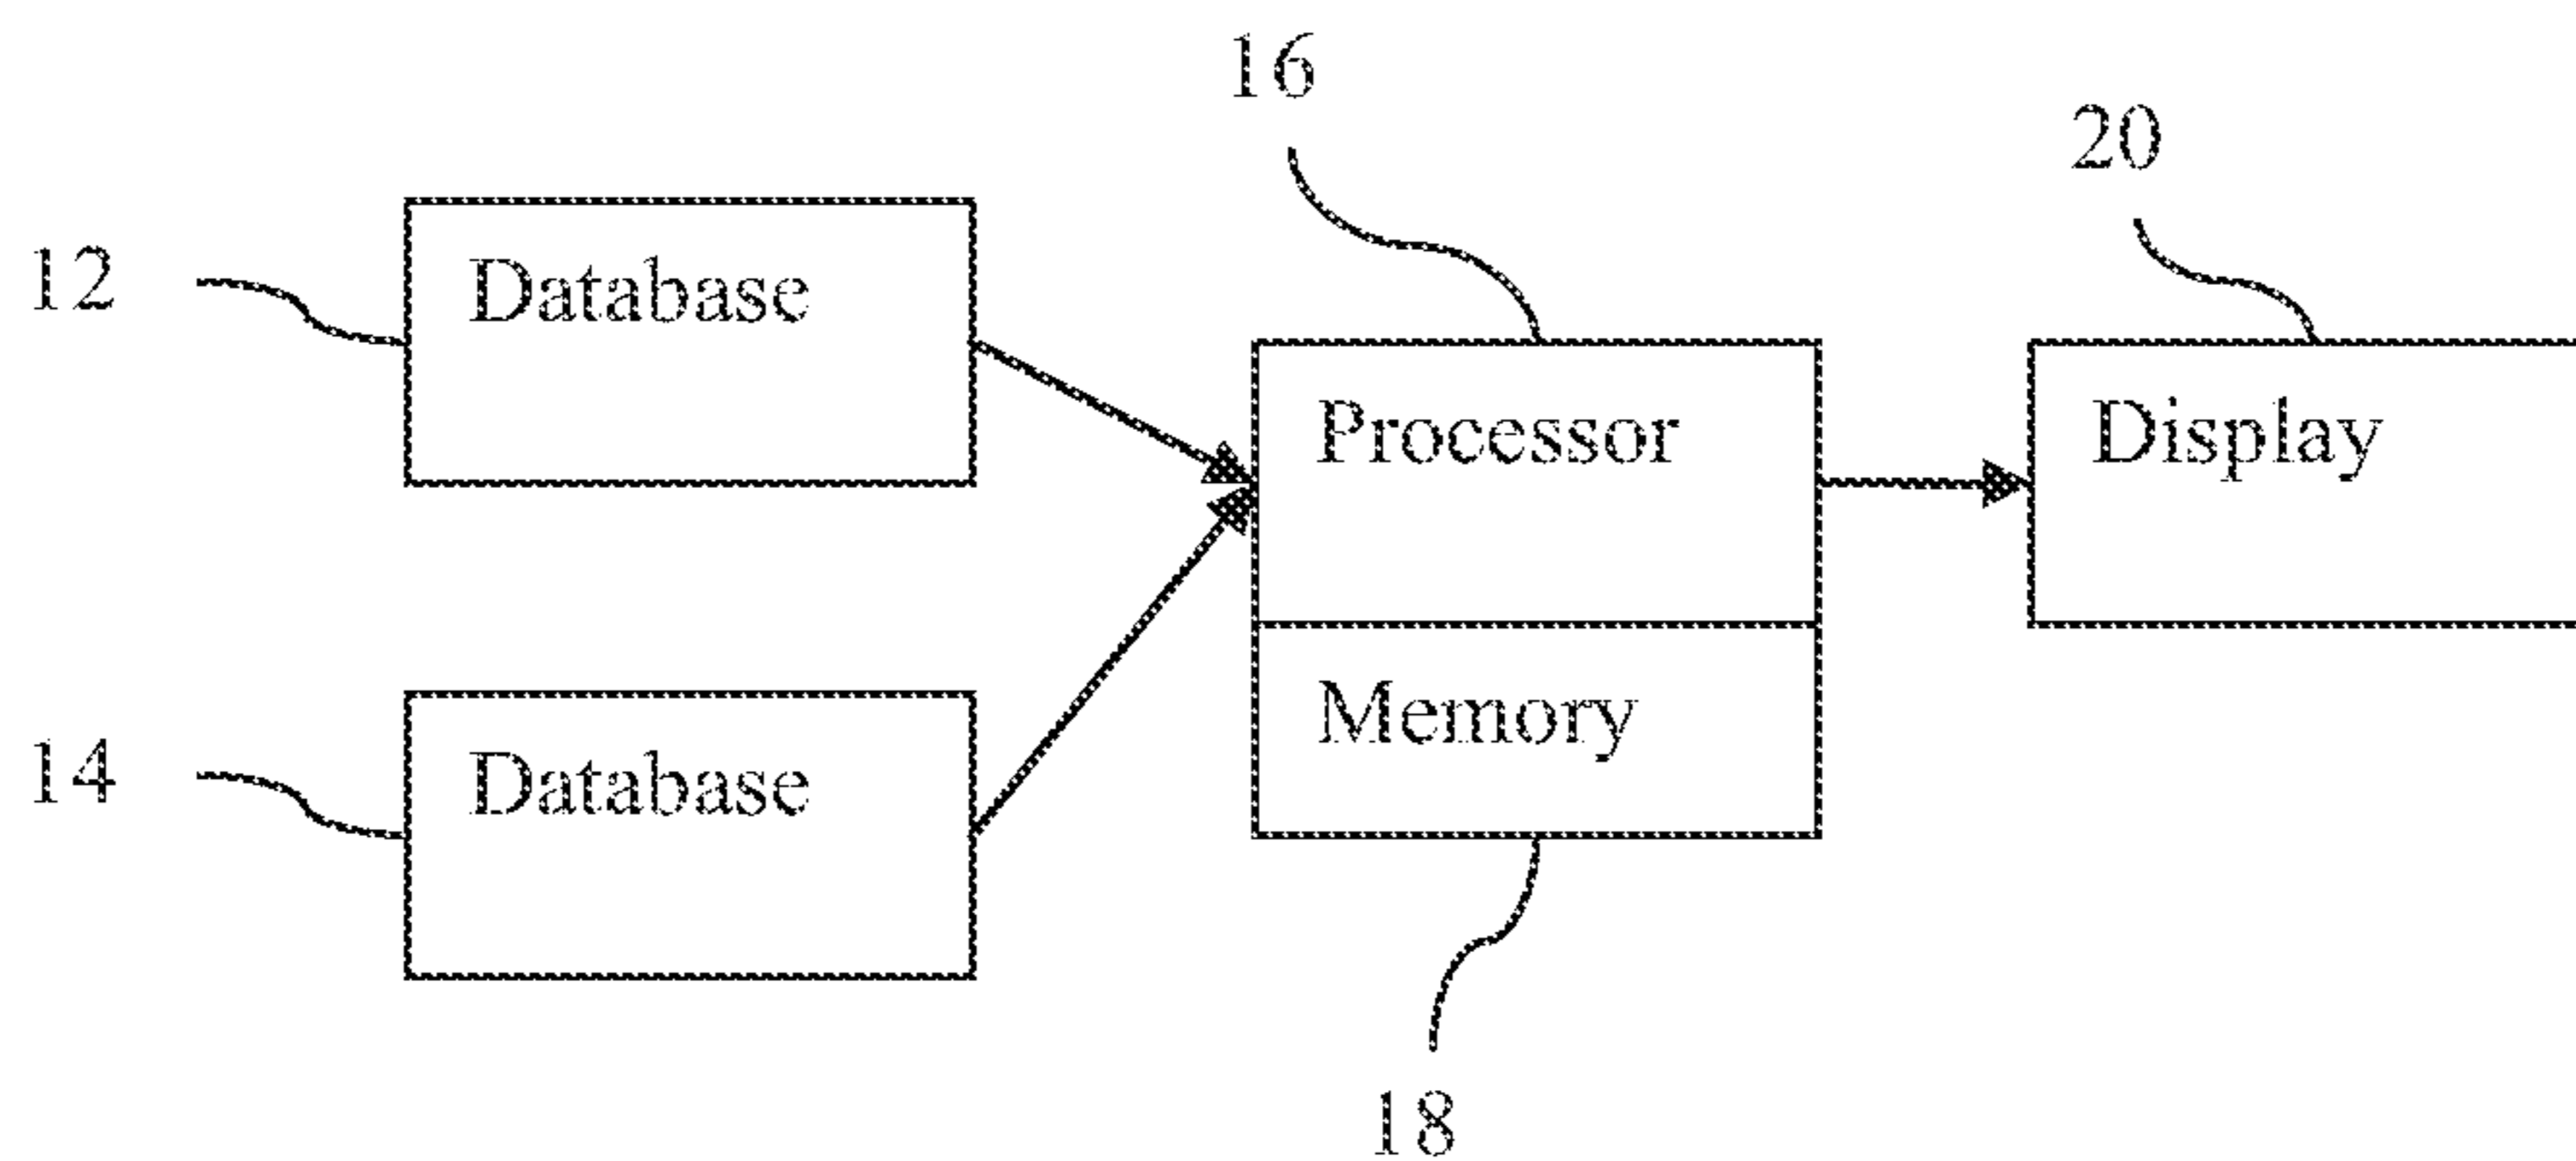 16
20
12
Database
Processor
Display
Memory
14
Database
18